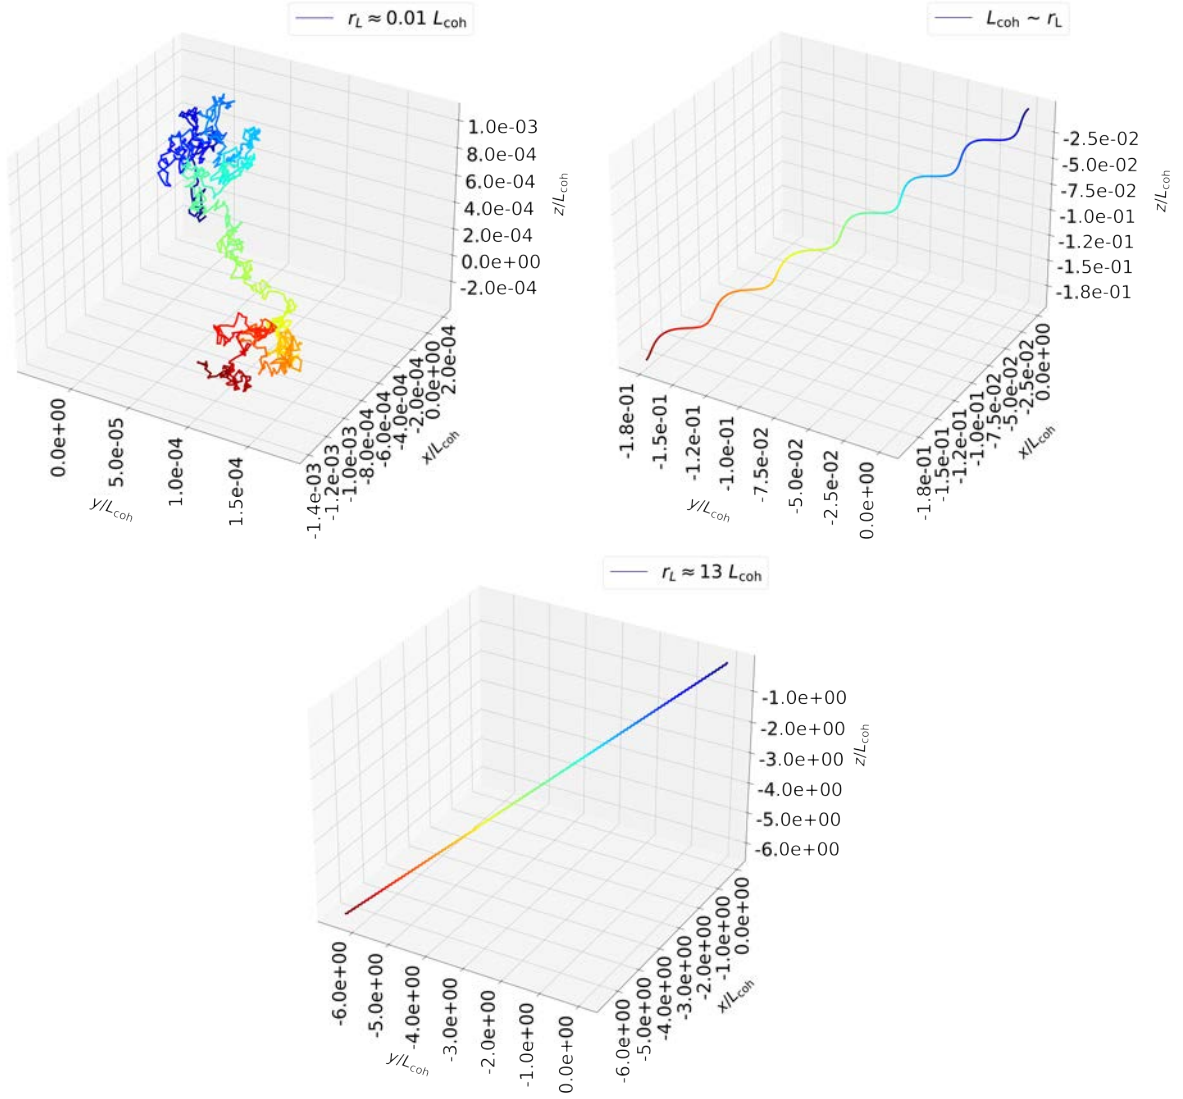 r_L ≈ 0.01 L_coh
1.0e-03
8.0e-04
6.0e-04
4.0e-04
2.0e-04
0.0e+00
-2.0e-04
z/L_coh
2.0e-04
0.0e+00
-2.0e-04
-4.0e-04
-6.0e-04
-8.0e-04
-1.0e-03
-1.2e-03
-1.4e-03
x/L_coh
0.0e+00
5.0e-05
1.0e-04
1.5e-04
y/L_coh
L_coh ~ r_L
-2.5e-02
-5.0e-02
-7.5e-02
-1.0e-01
-1.2e-01
-1.5e-01
-1.8e-01
z/L_coh
0.0e+00
-2.5e-02
-5.0e-02
-7.5e-02
-1.0e-01
-1.2e-01
-1.5e-01
-1.8e-01
x/L_coh
-1.8e-01
-1.5e-01
-1.2e-01
-1.0e-01
-7.5e-02
-5.0e-02
-2.5e-02
0.0e+00
y/L_coh
r_L ≈ 13 L_coh
-1.0e+00
-2.0e+00
-3.0e+00
-4.0e+00
-5.0e+00
-6.0e+00
z/L_coh
0.0e+00
-1.0e+00
-2.0e+00
-3.0e+00
-4.0e+00
-5.0e+00
-6.0e+00
x/L_coh
-6.0e+00
-5.0e+00
-4.0e+00
-3.0e+00
-2.0e+00
-1.0e+00
0.0e+00
y/L_coh